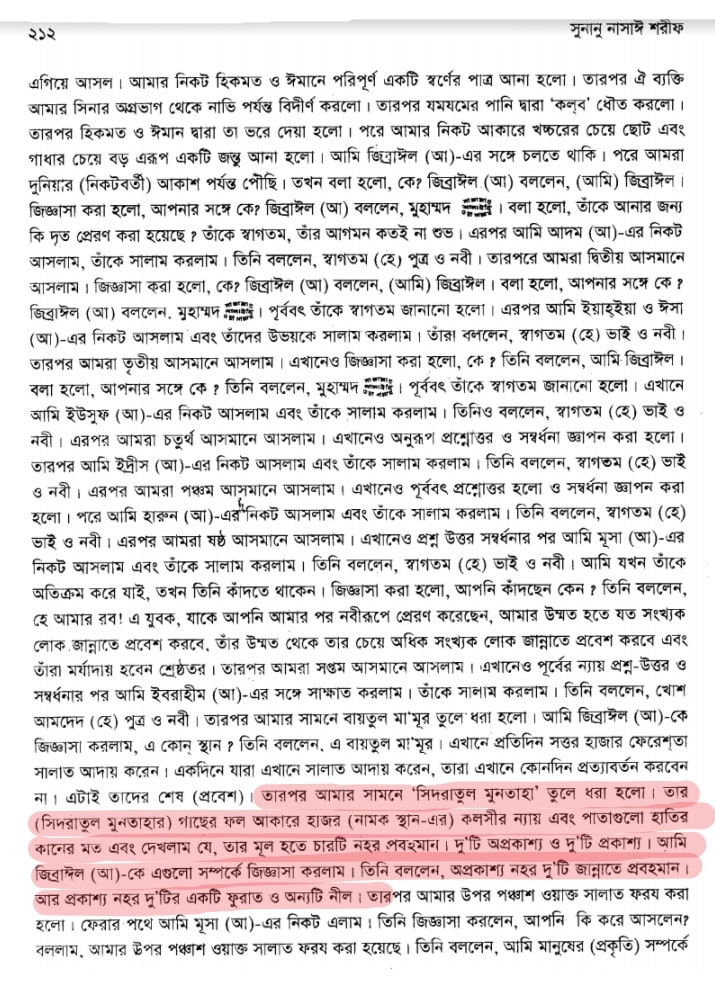 ২১২
সুনানু নাসাঈ শরীফ
এগিয়ে আসল। আমার নিকট হিকমত ও ঈমানে পরিপূর্ণ একটি স্বর্ণের পাত্র আনা হলো। তারপর ঐ ব্যক্তি
আমার সিনার অগ্রভাগ থেকে নাভি পর্যন্ত বিদীর্ণ করলো। তারপর যমযমের পানি দ্বারা ‘কল্‌ব’ ধৌত করলো।
তারপর হিকমত ও ঈমান দ্বারা তা ভরে দেয়া হলো। পরে আমার নিকট আকারে খচ্চরের চেয়ে ছোট এবং
গাধার চেয়ে বড় এরূপ একটি জন্তু আনা হলো। আমি জিব্রাঈল (আ)-এর সঙ্গে চলতে থাকি। পরে আমরা
দুনিয়ার (নিকটবর্তী) আকাশ পর্যন্ত পৌঁছি। তখন বলা হলো, কে? জিব্রাঈল (আ) বললেন, (আমি) জিব্রাঈল।
জিজ্ঞাসা করা হলো, আপনার সঙ্গে কে? জিব্রাঈল (আ) বললেন, মুহাম্মদ ﷺ। বলা হলো, তাঁকে আনার জন্য
কি দূত প্রেরণ করা হয়েছে? তাঁকে স্বাগতম, তাঁর আগমন কতই না শুভ। এরপর আমি আদম (আ)-এর নিকট
আসলাম, তাঁকে সালাম করলাম। তিনি বললেন, স্বাগতম (হে) পুত্র ও নবী। তারপরে আমরা দ্বিতীয় আসমানে
আসলাম। জিজ্ঞাসা করা হলো, কে? জিব্রাঈল (আ) বললেন, (আমি) জিব্রাঈল। বলা হলো, আপনার সঙ্গে কে?
জিব্রাঈল (আ) বললেন. মুহাম্মদ ﷺ। পূর্ববৎ তাঁকে স্বাগতম জানানো হলো। এরপর আমি ইয়াহ্ইয়া ও ঈসা
(আ)-এর নিকট আসলাম এবং তাঁদের উভয়কে সালাম করলাম। তাঁরা বললেন, স্বাগতম (হে) ভাই ও নবী।
তারপর আমরা তৃতীয় আসমানে আসলাম। এখানেও জিজ্ঞাসা করা হলো, কে? তিনি বললেন, আমি জিব্রাঈল।
বলা হলো, আপনার সঙ্গে কে? তিনি বললেন, মুহাম্মদ ﷺ। পূর্ববৎ তাঁকে স্বাগতম জানানো হলো। এখানে
আমি ইউসুফ (আ)-এর নিকট আসলাম এবং তাঁকে সালাম করলাম। তিনিও বললেন, স্বাগতম (হে) ভাই ও
নবী। এরপর আমরা চতুর্থ আসমানে আসলাম। এখানেও অনুরূপ প্রশ্নোত্তর ও সম্বর্ধনা জ্ঞাপন করা হলো।
তারপর আমি ইদ্রীস (আ)-এর নিকট আসলাম এবং তাঁকে সালাম করলাম। তিনি বললেন, স্বাগতম (হে) ভাই
ও নবী। এরপর আমরা পঞ্চম আসমানে আসলাম। এখানেও পূর্ববৎ প্রশ্নোত্তর হলো ও সম্বর্ধনা জ্ঞাপন করা
হলো। পরে আমি হারুন (আ)-এর নিকট আসলাম এবং তাঁকে সালাম করলাম। তিনি বললেন, স্বাগতম (হে)
ভাই ও নবী। এরপর আমরা ষষ্ঠ আসমানে আসলাম। এখানেও প্রশ্ন উত্তর সম্বর্ধনার পর আমি মূসা (আ)-এর
নিকট আসলাম এবং তাঁকে সালাম করলাম। তিনি বললেন, স্বাগতম (হে) ভাই ও নবী। আমি যখন তাঁকে
অতিক্রম করে যাই, তখন তিনি কাঁদতে থাকেন। জিজ্ঞাসা করা হলো, আপনি কাঁদছেন কেন? তিনি বললেন,
হে আমার রব! এ যুবক, যাকে আপনি আমার পর নবীরূপে প্রেরণ করেছেন, আমার উম্মত হতে যত সংখ্যক
লোক জান্নাতে প্রবেশ করবে, তাঁর উম্মত থেকে তার চেয়ে অধিক সংখ্যক লোক জান্নাতে প্রবেশ করবে এবং
তাঁরা মর্যাদায় হবেন শ্রেষ্ঠতর। তারপর আমরা সপ্তম আসমানে আসলাম। এখানেও পূর্বের ন্যায় প্রশ্ন-উত্তর ও
সম্বর্ধনার পর আমি ইবরাহীম (আ)-এর সঙ্গে সাক্ষাত করলাম। তাঁকে সালাম করলাম। তিনি বললেন, খোশ
আমদেদ (হে) পুত্র ও নবী। তারপর আমার সামনে বায়তুল মা’মূর তুলে ধরা হলো। আমি জিব্রাঈল (আ)-কে
জিজ্ঞাসা করলাম, এ কোন্ স্থান? তিনি বললেন, এ বায়তুল মা’মূর। এখানে প্রতিদিন সত্তর হাজার ফেরেশ্‌তা
সালাত আদায় করেন। একদিনে যারা এখানে সালাত আদায় করেন, তারা এখানে কোনদিন প্রত্যাবর্তন করবেন
না। এটাই তাদের শেষ (প্রবেশ)। তারপর আমার সামনে ‘সিদরাতুল মুনতাহা’ তুলে ধরা হলো। তার
(সিদরাতুল মুনতাহার) গাছের ফল আকারে হাজর (নামক স্থান-এর) কলসীর ন্যায় এবং পাতাগুলো হাতির
কানের মত এবং দেখলাম যে, তার মূল হতে চারটি নহর প্রবহমান। দু’টি অপ্রকাশ্য ও দু’টি প্রকাশ্য। আমি
জিব্রাঈল (আ)-কে এগুলো সম্পর্কে জিজ্ঞাসা করলাম। তিনি বললেন, অপ্রকাশ্য নহর দু’টি জান্নাতে প্রবহমান।
আর প্রকাশ্য নহর দু’টির একটি ফুরাত ও অন্যটি নীল। তারপর আমার উপর পঞ্চাশ ওয়াক্ত সালাত ফরয করা
হলো। ফেরার পথে আমি মূসা (আ)-এর নিকট এলাম। তিনি জিজ্ঞাসা করলেন, আপনি কি করে আসলেন?
বললাম, আমার উপর পঞ্চাশ ওয়াক্ত সালাত ফরয করা হয়েছে। তিনি বললেন, আমি মানুষের (প্রকৃতি) সম্পর্কে